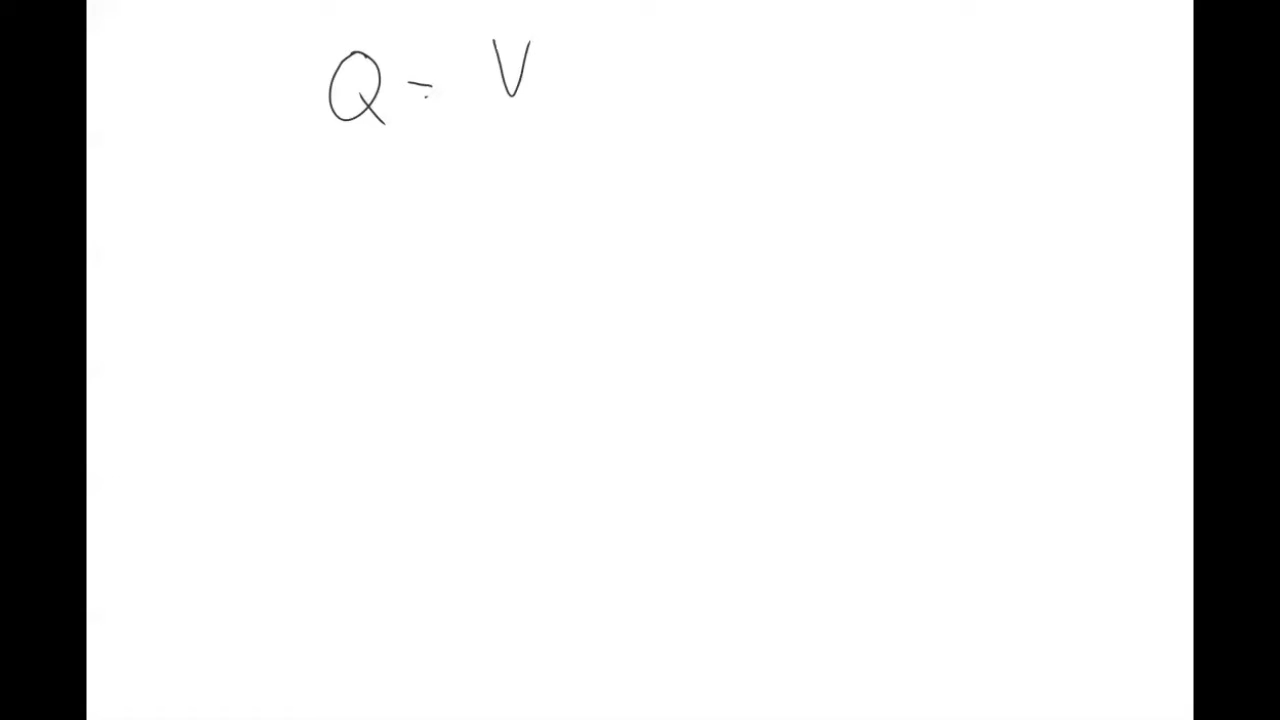 Q = V